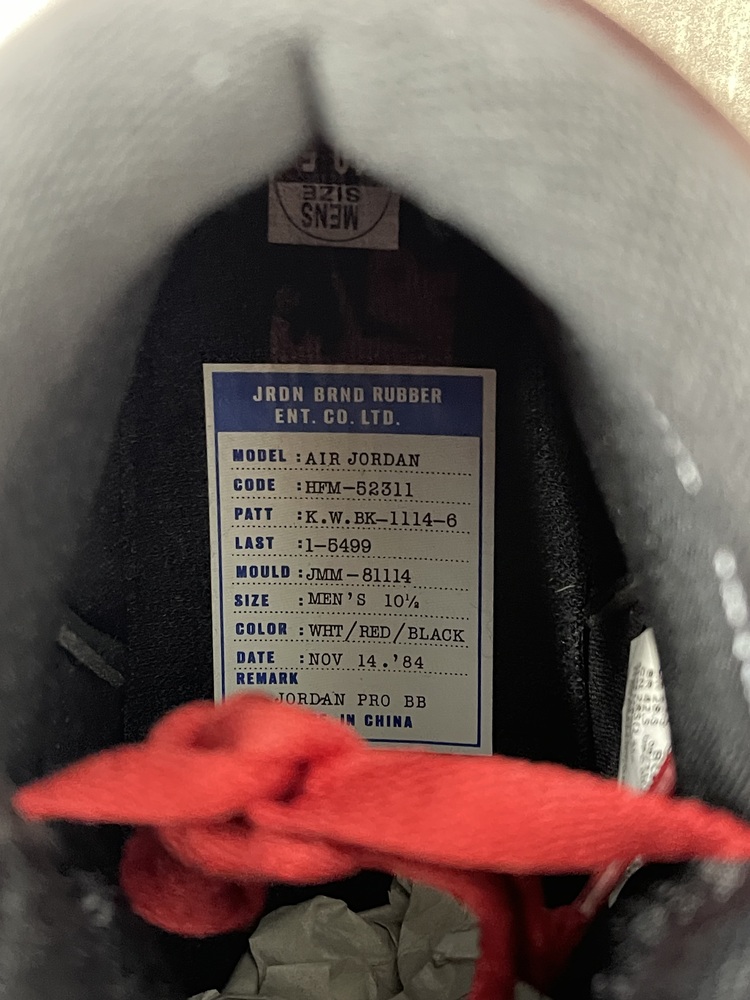 MENS
SIZE
JRDN BRND RUBBER
ENT. CO. LTD.
MODEL : AIR JORDAN
CODE : HFM-52311
PATT : K.W.BK-1114-6
LAST : 1-5499
MOULD : JMM-81114
SIZE : MEN'S 10½
COLOR : WHT/RED/BLACK
DATE : NOV 14.'84
REMARK
JORDAN PRO BB
IN CHINA